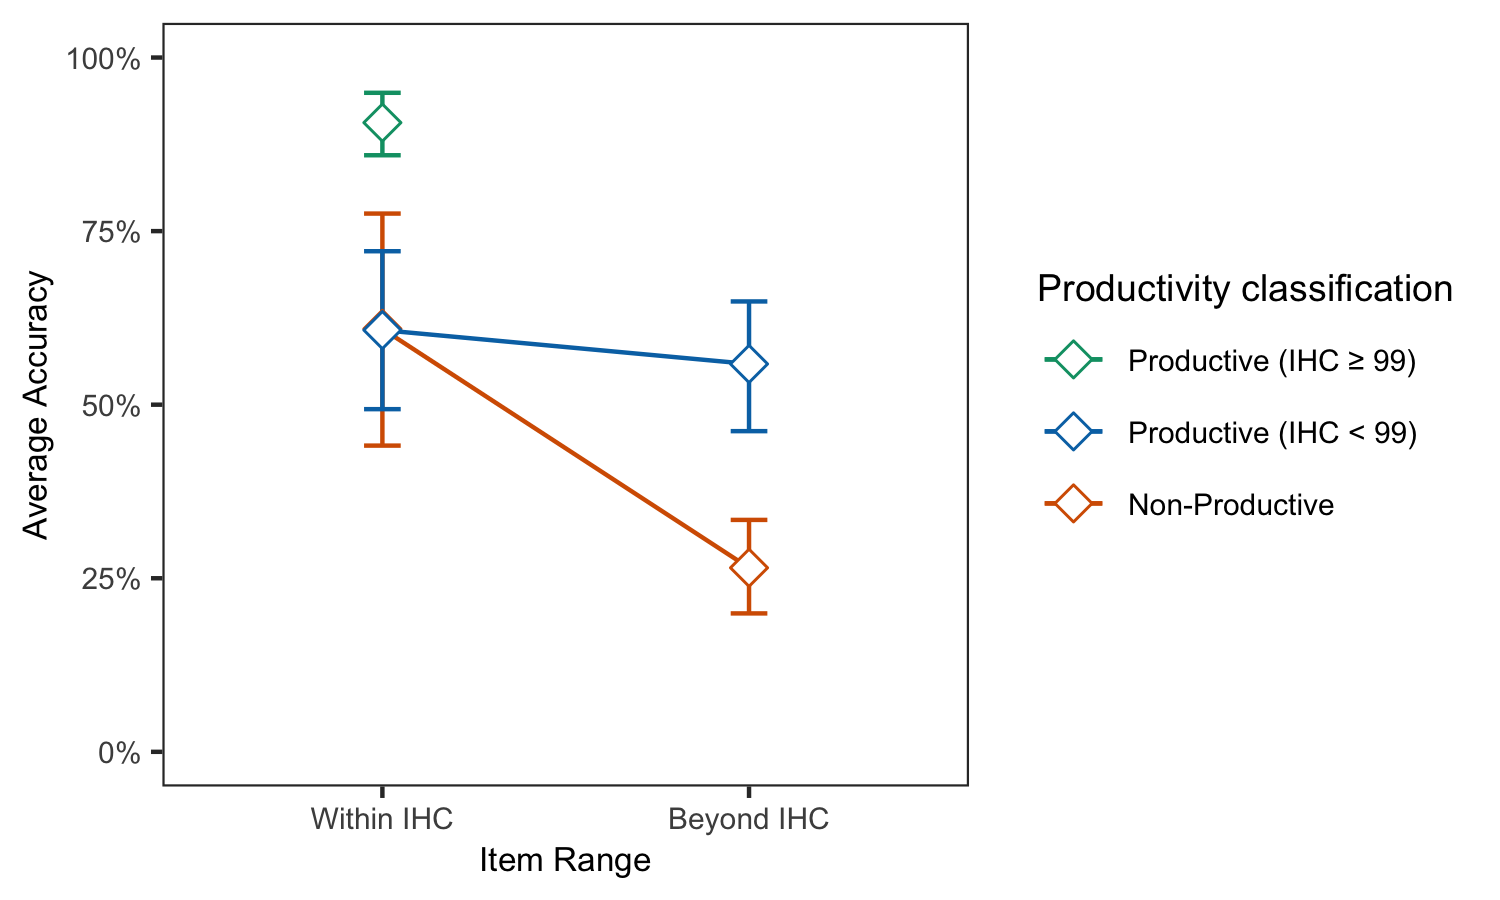 100%
75%
50%
25%
0%
Average Accuracy
Within IHC
Beyond IHC
Item Range
Productivity classification
Productive (IHC ≥ 99)
Productive (IHC < 99)
Non-Productive